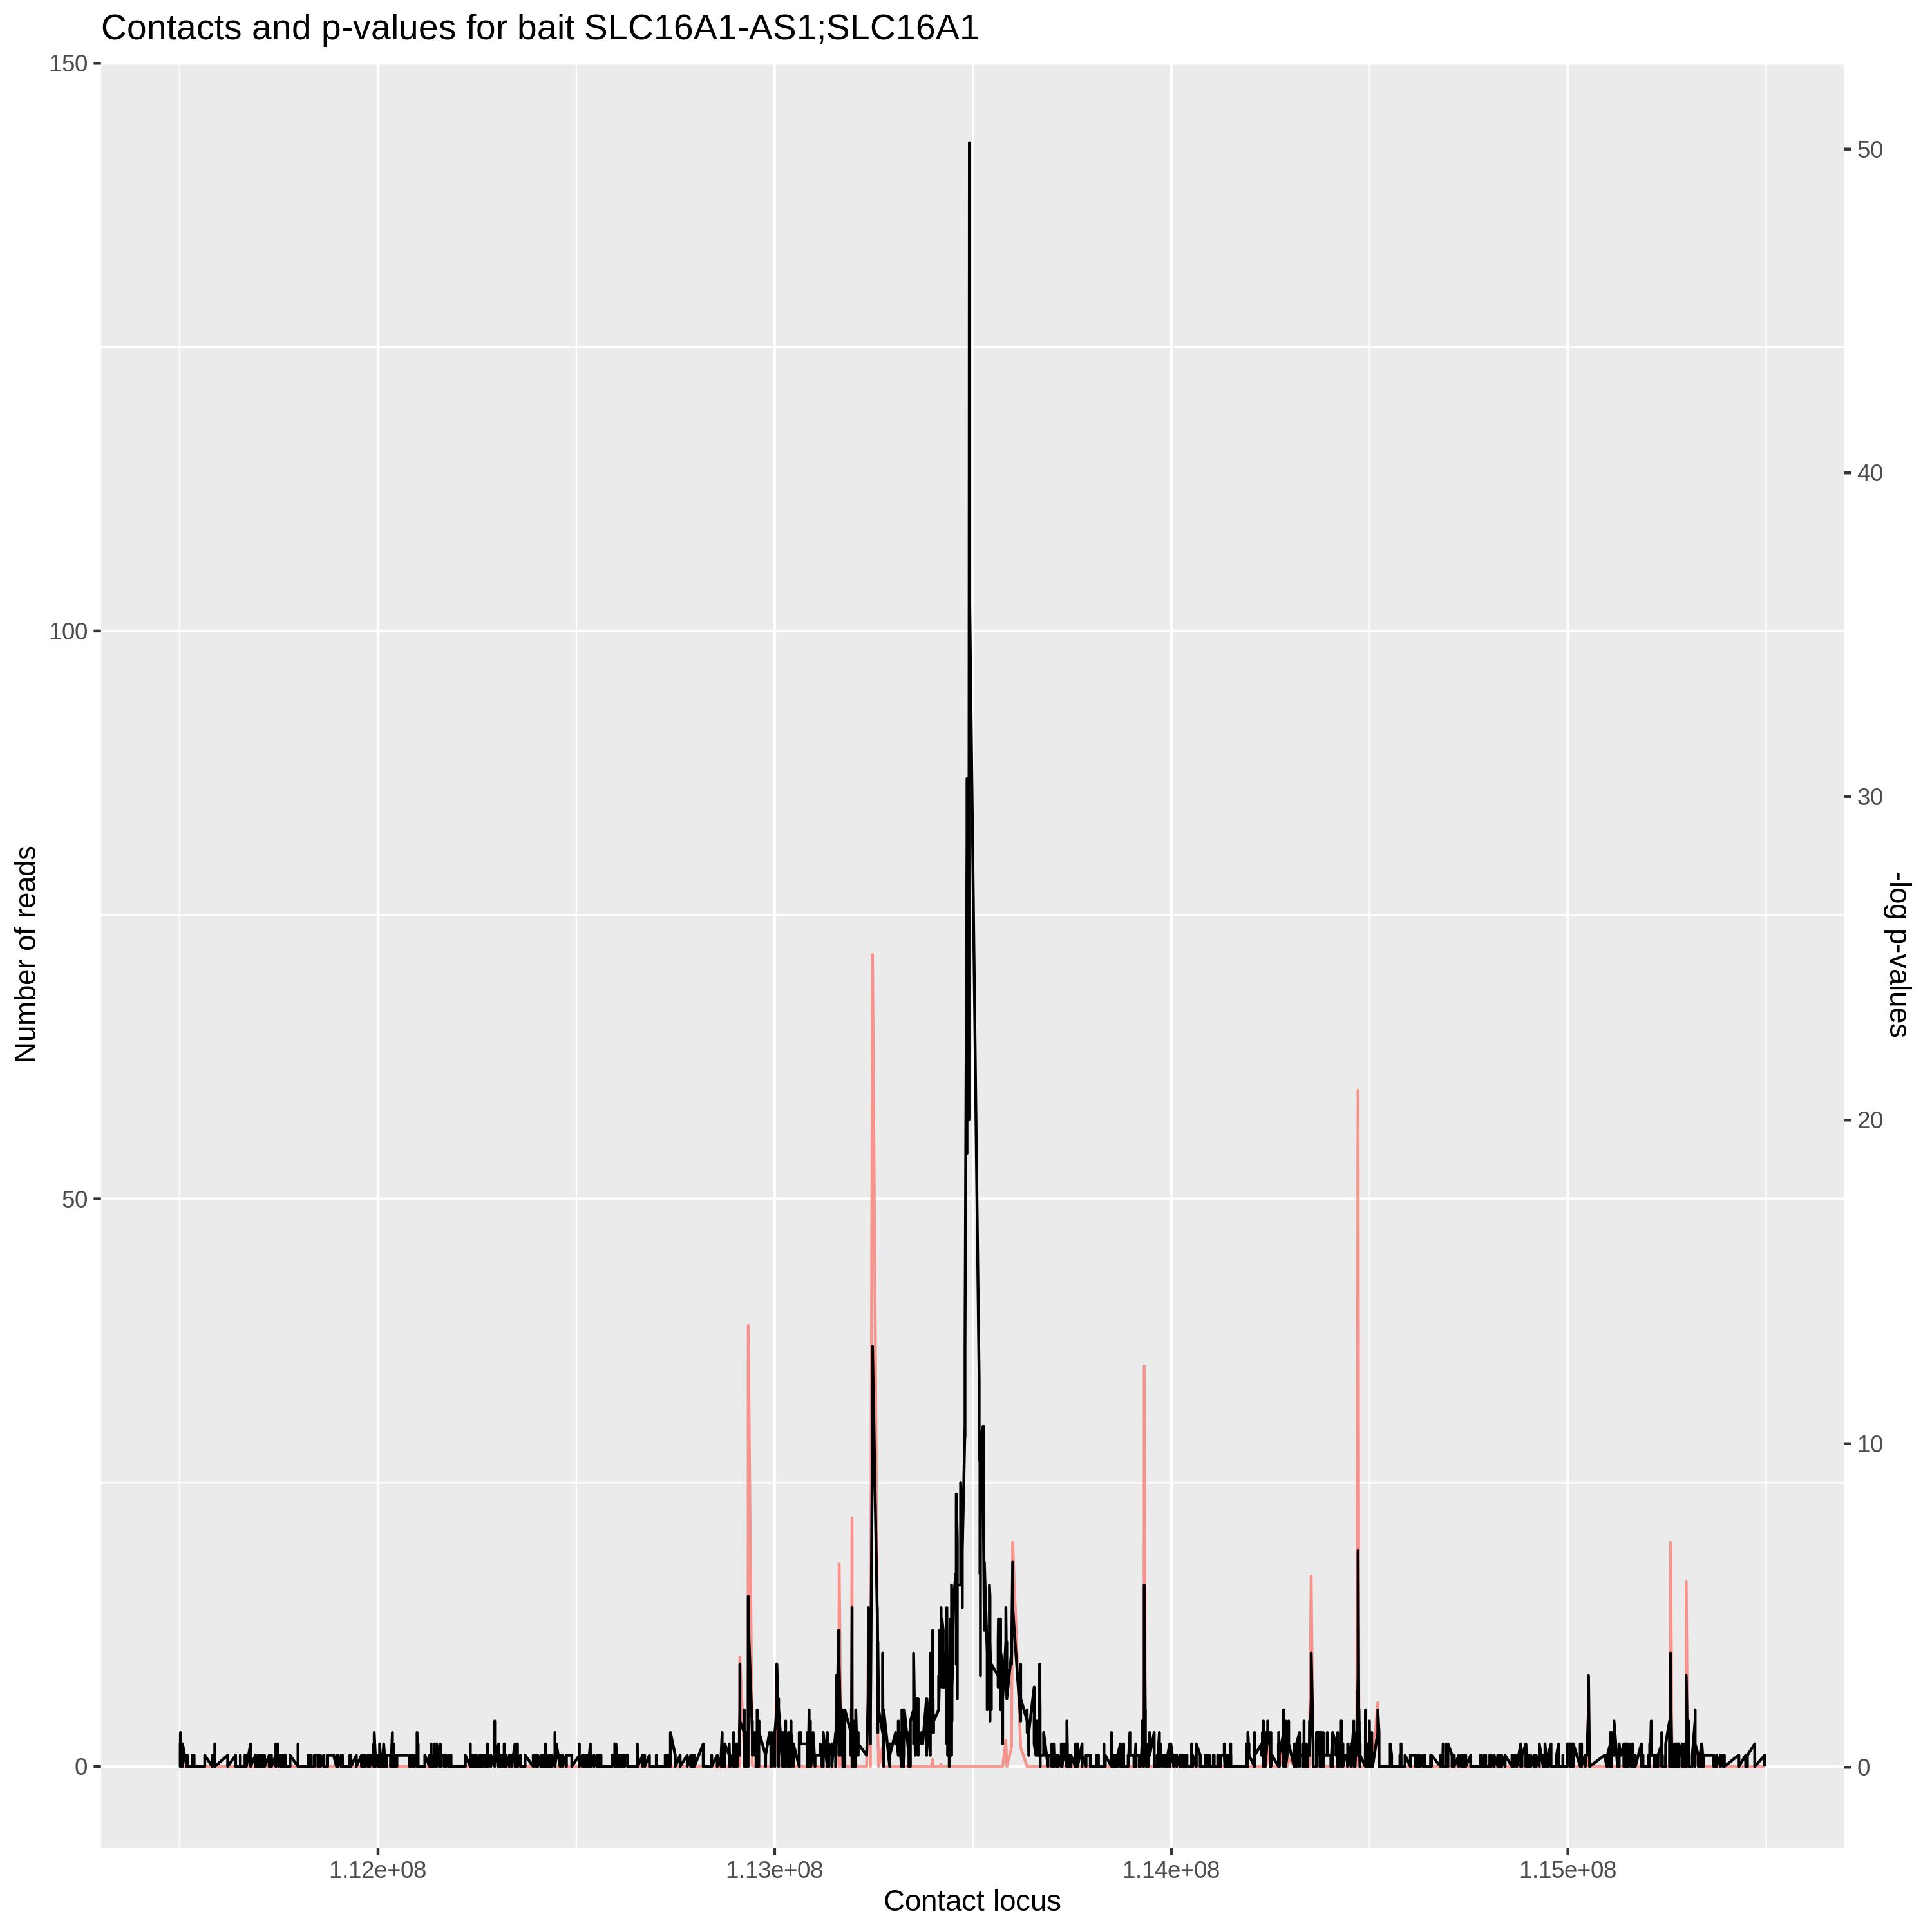 Contacts and p-values for bait SLC16A1-AS1;SLC16A1
150
100
50
0
Number of reads
50
40
30
20
10
0
-log p-values
1.12e+08
1.13e+08
1.14e+08
1.15e+08
Contact locus